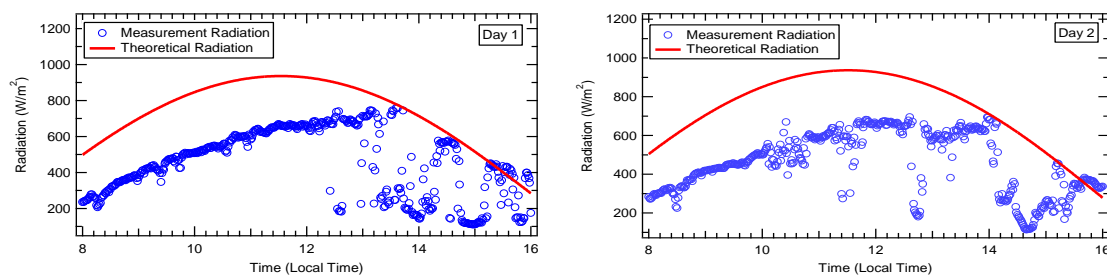 1200
1000
800
600
400
200
Radiation (W/m²)
Measurement Radiation
Theoretical Radiation
Day 1
8
10
12
14
16
Time (Local Time)
1200
1000
800
600
400
200
Radiation (W/m²)
Measurement Radiation
Theoretical Radiation
Day 2
8
10
12
14
16
Time (Local Time)